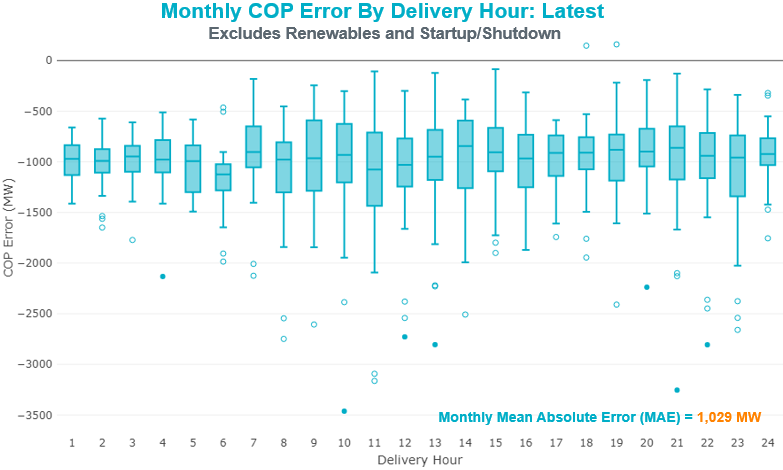 Monthly COP Error By Delivery Hour: Latest
Excludes Renewables and Startup/Shutdown
0
−500
−1000
−1500
−2000
−2500
−3000
−3500
COP Error (MW)
Monthly Mean Absolute Error (MAE) = 1,029 MW
1 2 3 4 5 6 7 8 9 10 11 12 13 14 15 16 17 18 19 20 21 22 23 24
Delivery Hour